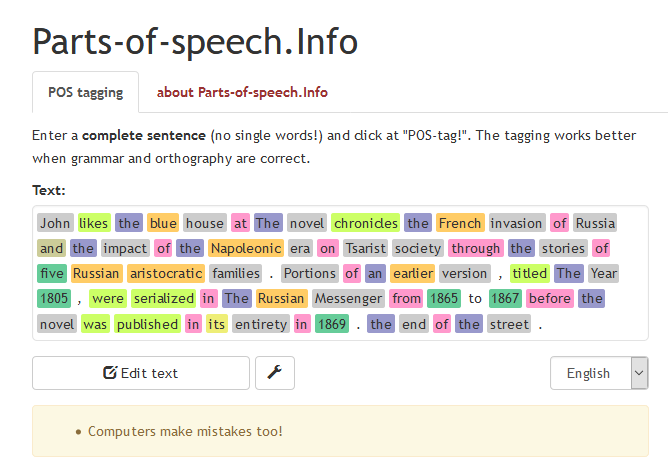 Parts-of-speech.Info
POS tagging about Parts-of-speech.Info
Enter a complete sentence (no single words!) and click at "POS-tag!". The tagging works better
when grammar and orthography are correct.
Text:
John likes the blue house at The novel chronicles the French invasion of Russia
and the impact of the Napoleonic era on Tsarist society through the stories of
five Russian aristocratic families . Portions of an earlier version , titled The Year
1805 , were serialized in The Russian Messenger from 1865 to 1867 before the
novel was published in its entirety in 1869 . the end of the street .
Edit text English
Computers make mistakes too!